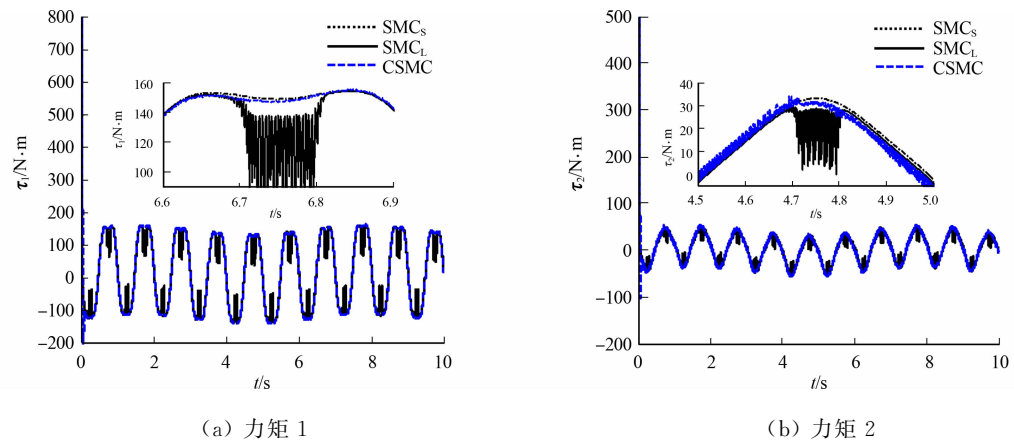 800
700
600
500
400
300
200
100
0
−100
−200
τ1/N·m
0 2 4 6 8 10
t/s
SMCS
SMCL
CSMC
160
140
120
100
τ1/N·m
6.6 6.7 6.8 6.9
t/s
(a) 力矩 1
500
400
300
200
100
0
−100
−200
τ2/N·m
0 2 4 6 8 10
t/s
SMCS
SMCL
CSMC
40
30
20
10
0
τ2/N·m
4.5 4.6 4.7 4.8 4.9 5.0
t/s
(b) 力矩 2